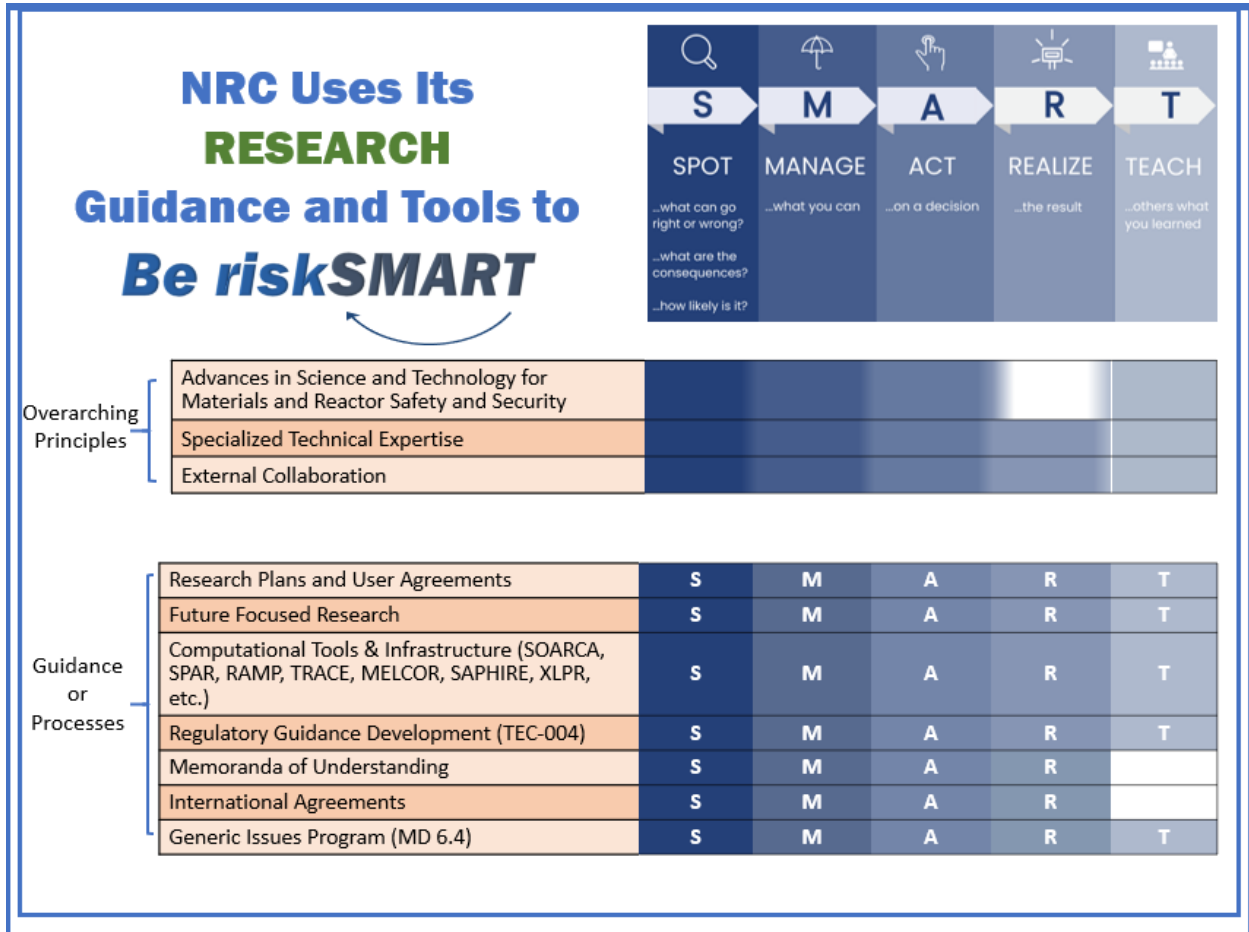 NRC Uses Its
RESEARCH
Guidance and Tools to
Be riskSMART
S M A R T
SPOT MANAGE ACT REALIZE TEACH
...what can go
right or wrong?
...what are the
consequences?
...how likely is it?
...what you can
...on a decision
...the result
...others what
you learned
Overarching
Principles
Advances in Science and Technology for
Materials and Reactor Safety and Security
Specialized Technical Expertise
External Collaboration
Guidance
or
Processes
Research Plans and User Agreements S M A R T
Future Focused Research S M A R T
Computational Tools & Infrastructure (SOARCA,
SPAR, RAMP, TRACE, MELCOR, SAPHIRE, XLPR,
etc.) S M A R T
Regulatory Guidance Development (TEC-004) S M A R T
Memoranda of Understanding S M A R
International Agreements S M A R
Generic Issues Program (MD 6.4) S M A R T